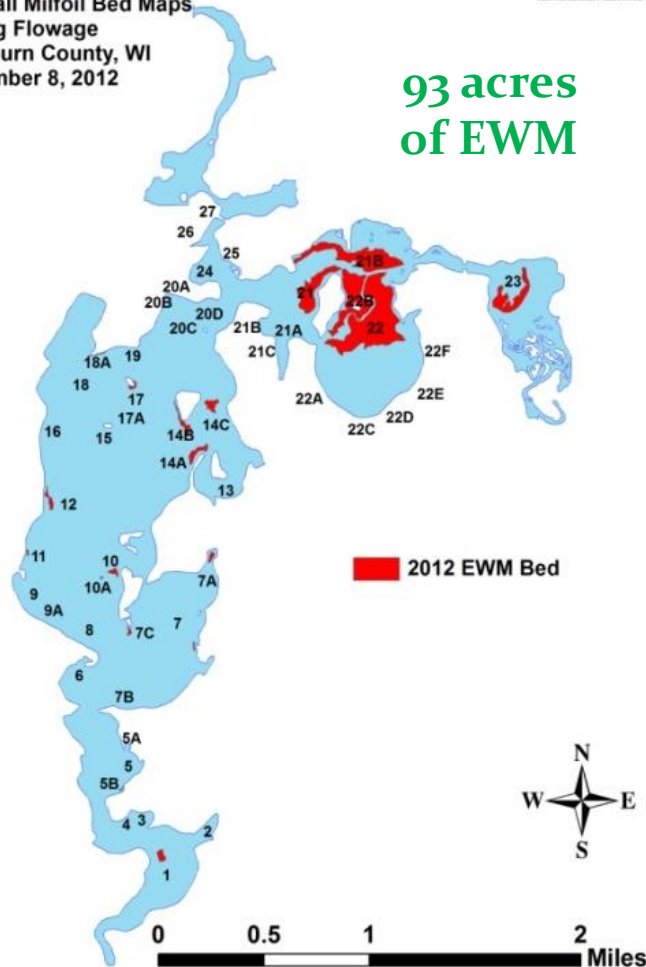 all Milfoil Bed Maps
g Flowage
urn County, WI
mber 8, 2012
93 acres
of EWM
27
26
25
24
21B
23
20A
21
20B
22B
20D
20C
21B
21A
22
21C
22F
19
18A
18
17
22E
22A
17A
22D
14C
22C
16
15
14B
14A
13
12
11
10
2012 EWM Bed
10A
7A
9
9A
8
7C
7
6
7B
5A
5
5B
N
W
E
S
4
3
2
1
0
0.5
1
2
Miles